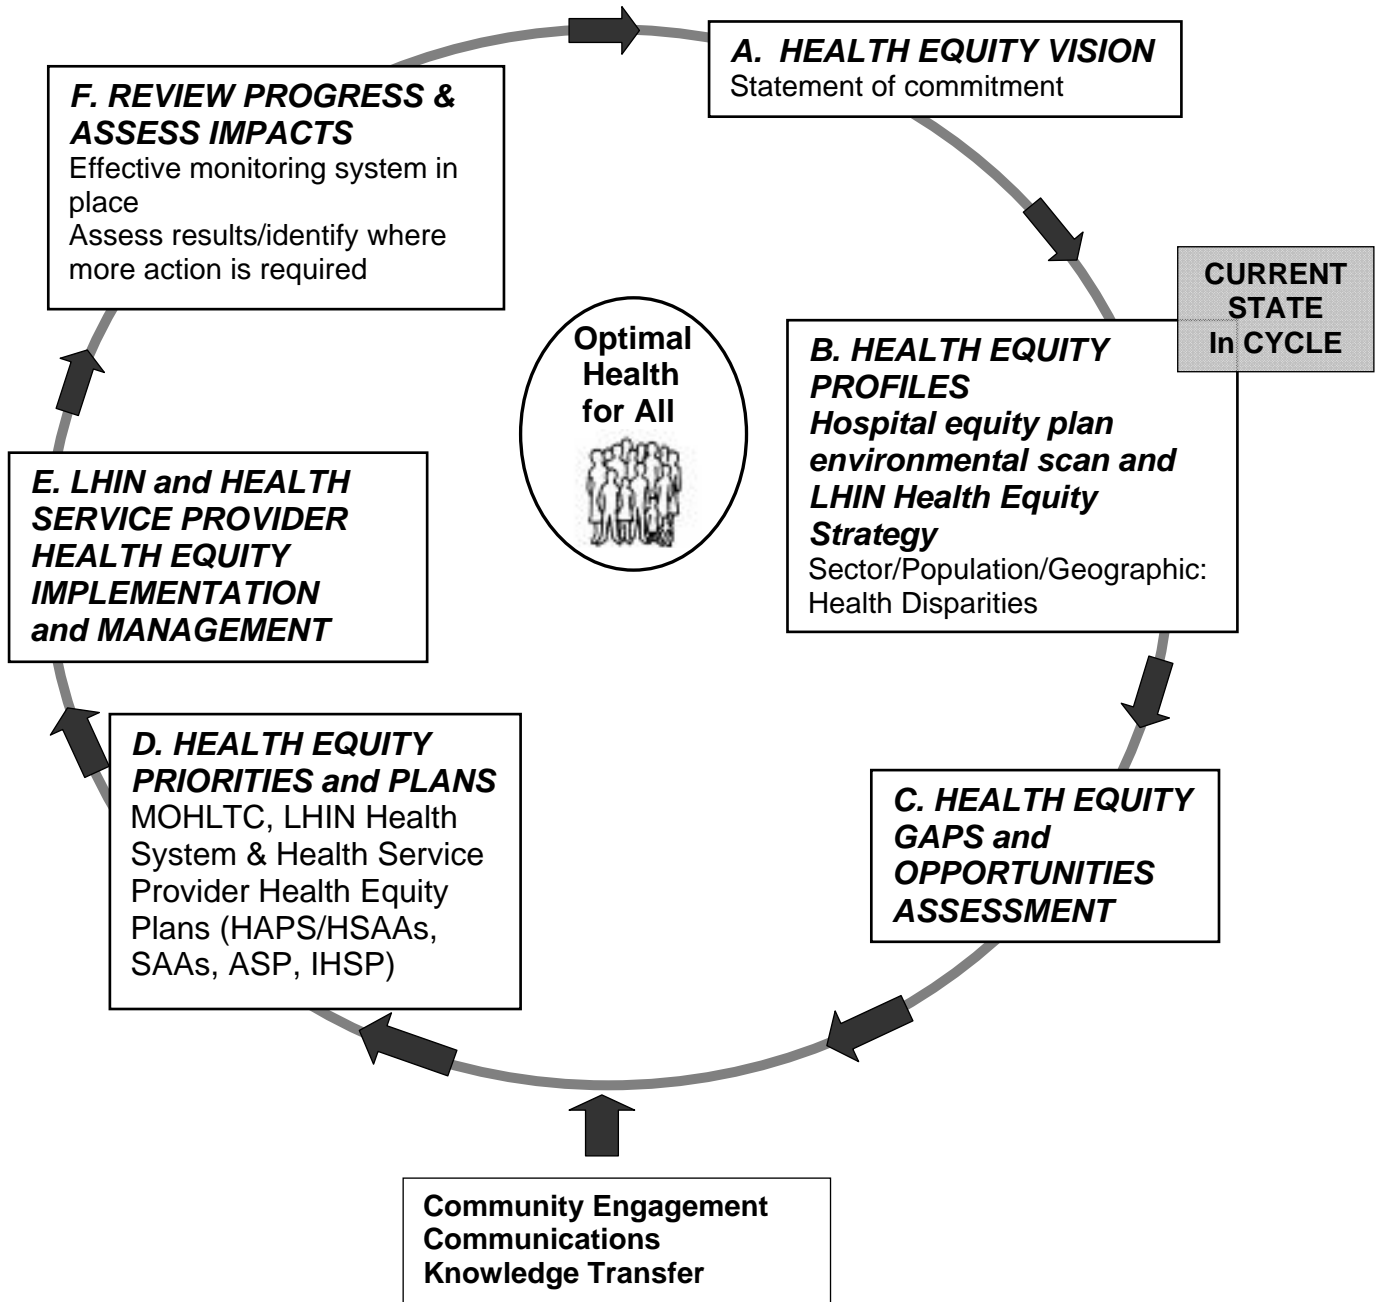 A. HEALTH EQUITY VISION
Statement of commitment
F. REVIEW PROGRESS &
ASSESS IMPACTS
Effective monitoring system in
place
Assess results/identify where
more action is required
CURRENT
STATE
In CYCLE
Optimal
Health
for All
B. HEALTH EQUITY
PROFILES
Hospital equity plan
environmental scan and
LHIN Health Equity
Strategy
Sector/Population/Geographic:
Health Disparities
E. LHIN and HEALTH
SERVICE PROVIDER
HEALTH EQUITY
IMPLEMENTATION
and MANAGEMENT
D. HEALTH EQUITY
PRIORITIES and PLANS
MOHLTC, LHIN Health
System & Health Service
Provider Health Equity
Plans (HAPS/HSAAs,
SAAs, ASP, IHSP)
C. HEALTH EQUITY
GAPS and
OPPORTUNITIES
ASSESSMENT
Community Engagement
Communications
Knowledge Transfer